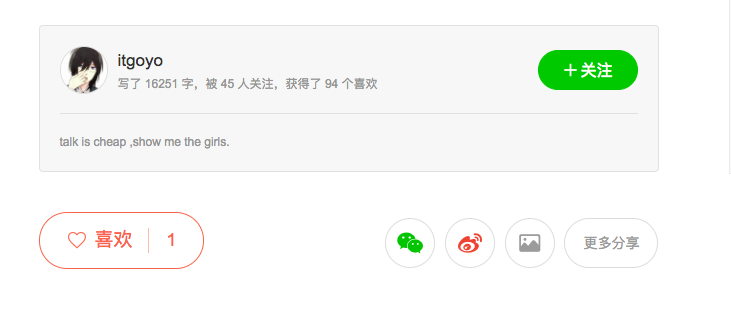 itgoyo
写了 16251 字，被 45 人关注，获得了 94 个喜欢
+ 关注
talk is cheap ,show me the girls.
喜欢 1
更多分享